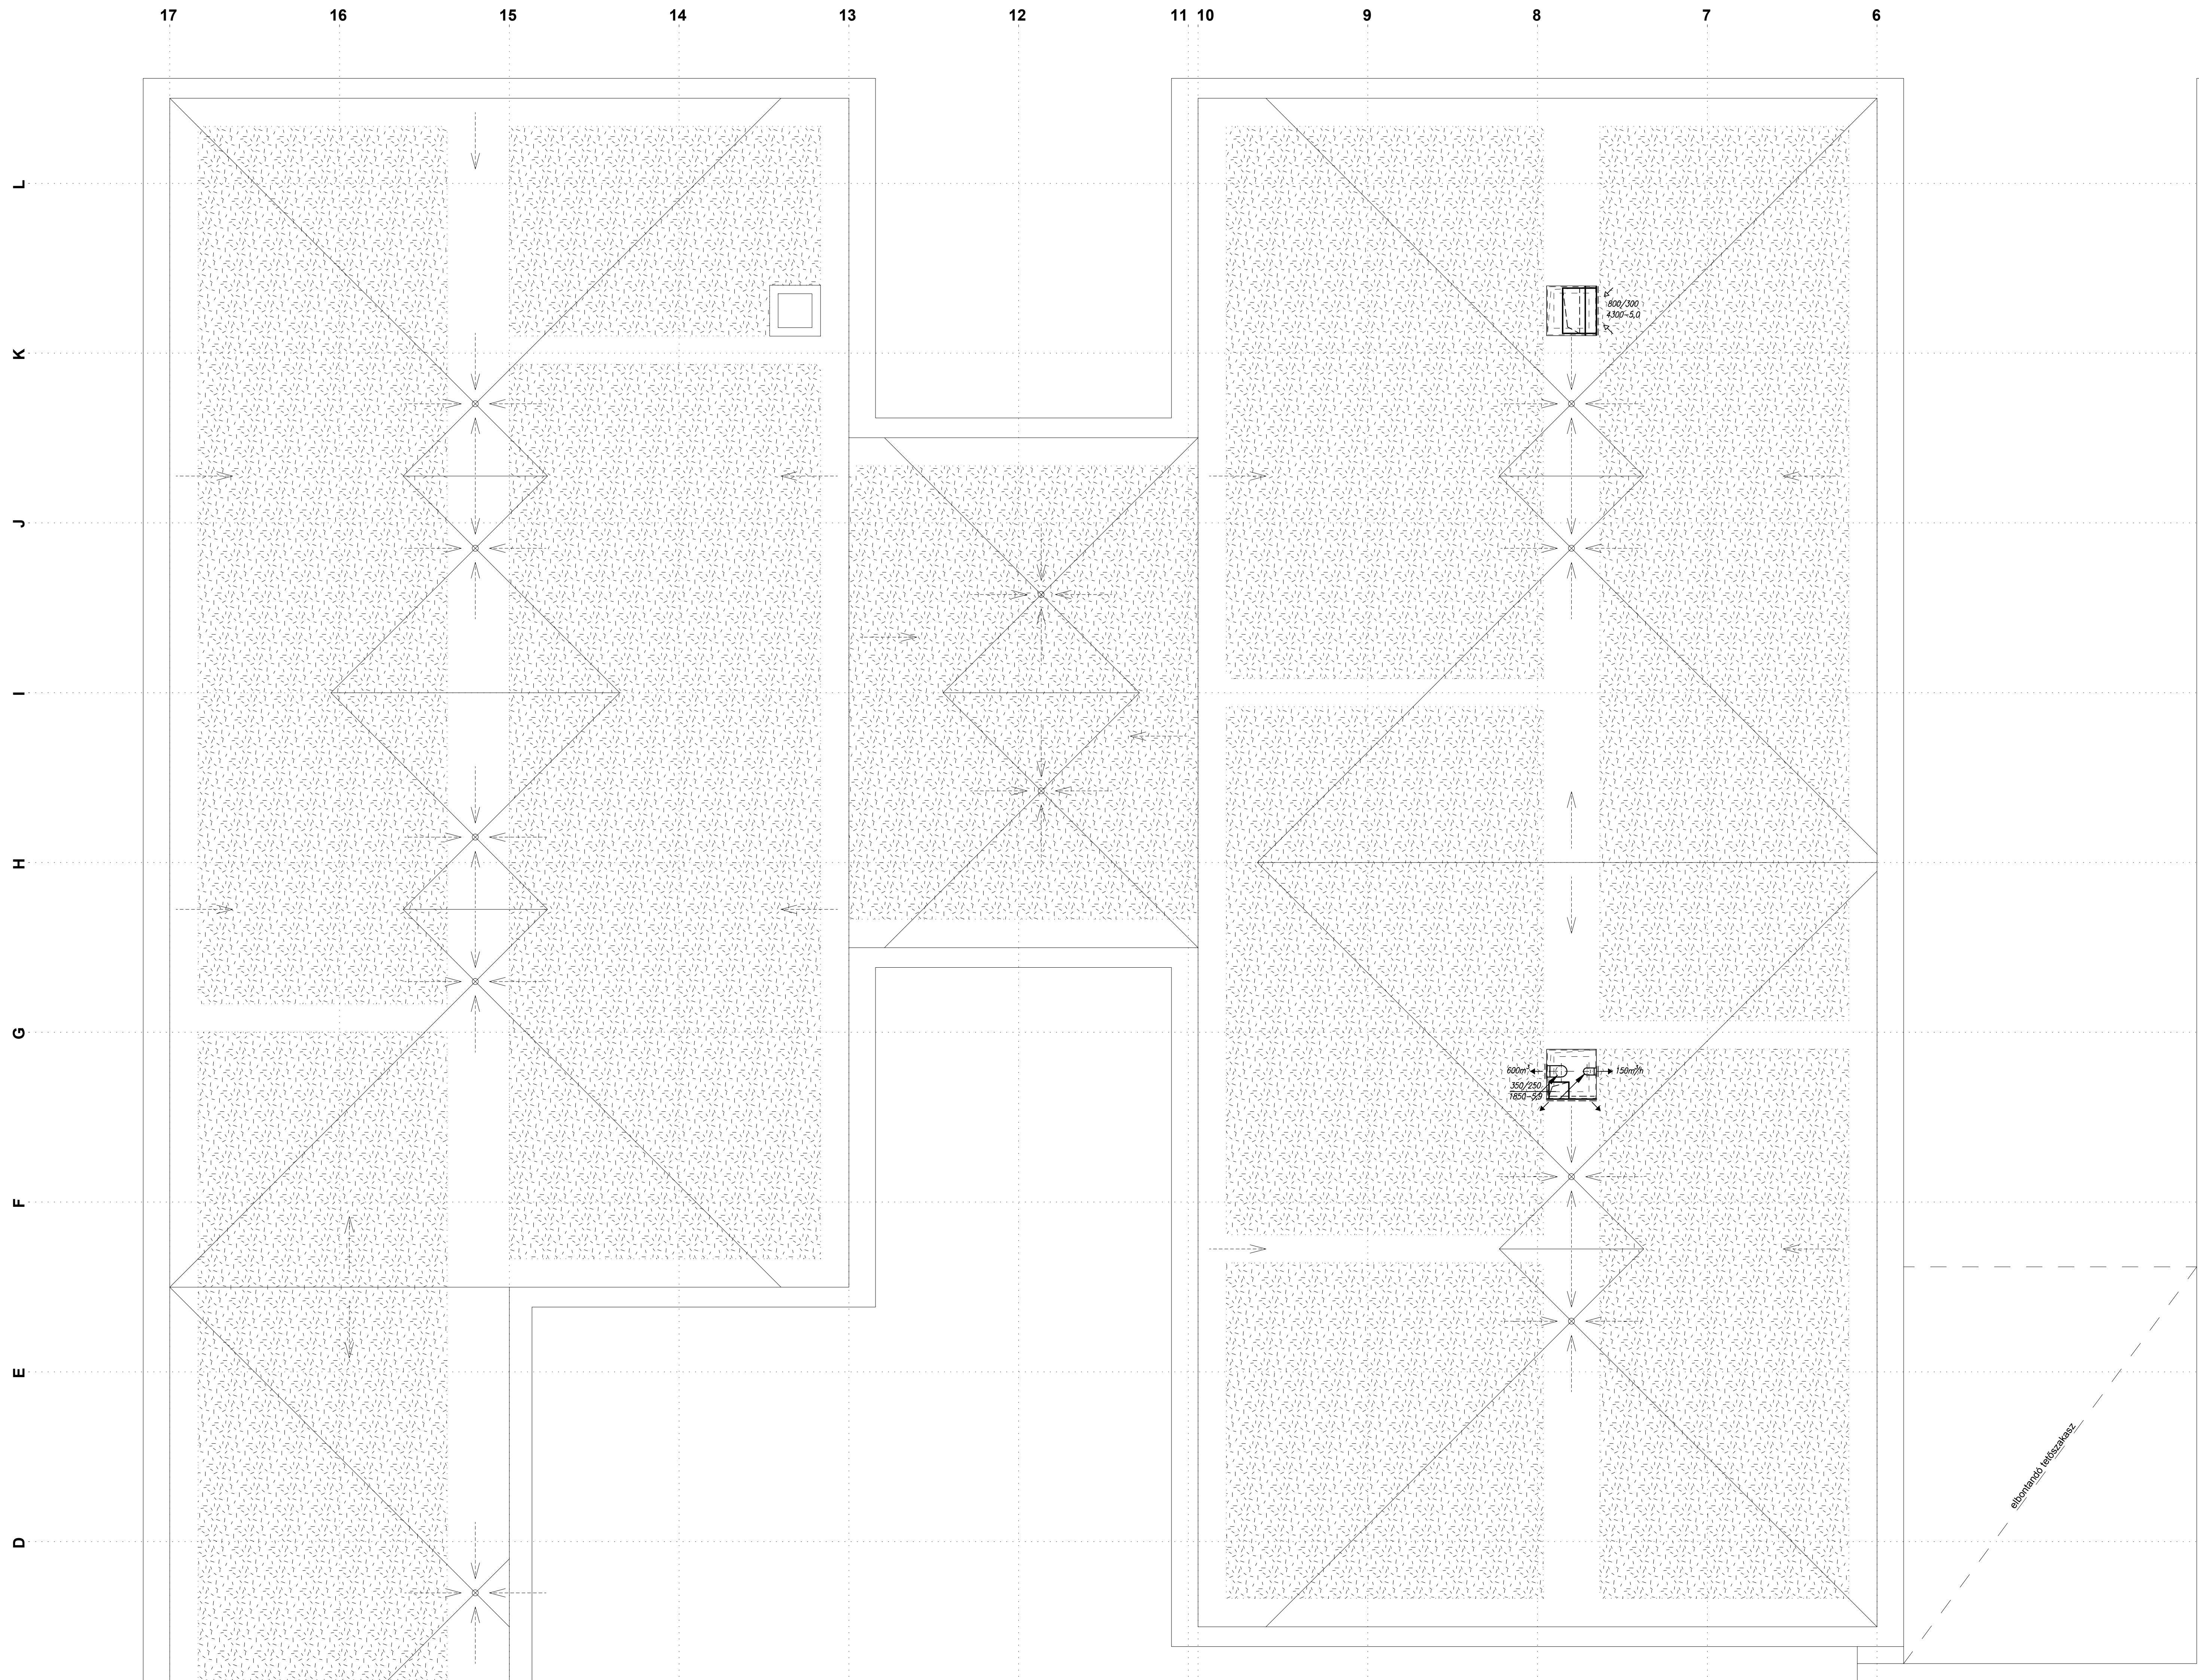 17 16 15 14 13 12 11 10 9 8 7 6
L
K
J
I
H
G
F
E
D
800/300
4300-5,0
600m³
150m³/h
350/250
1850-5,9
elbontandó tetőszakasz